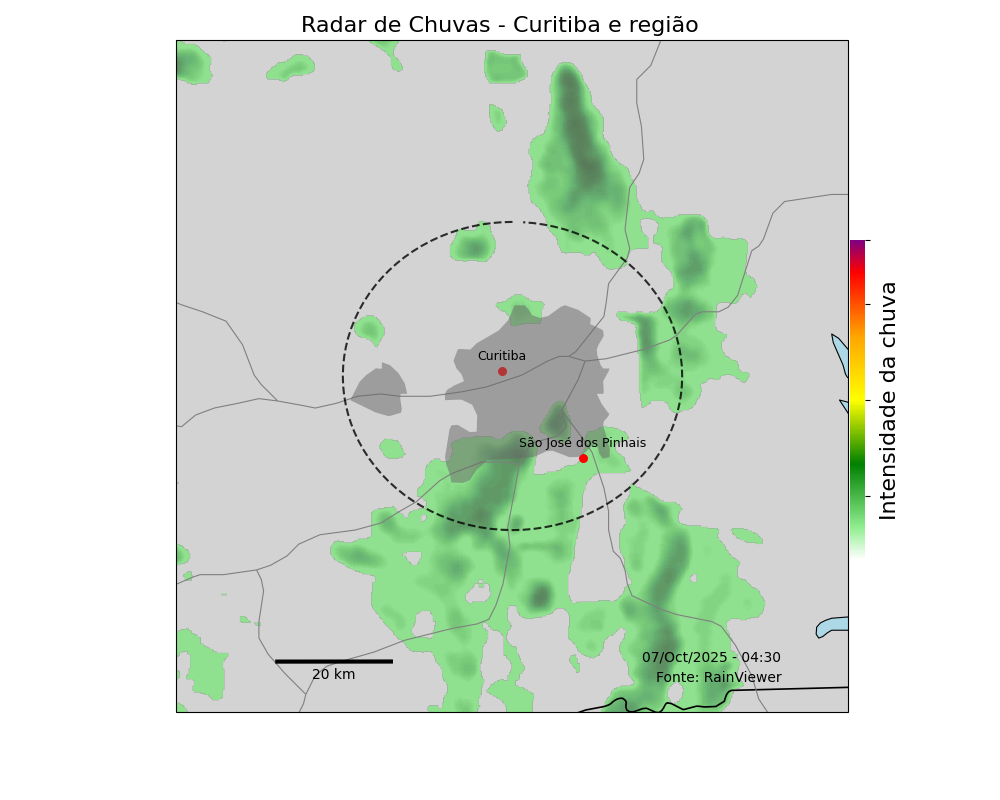 Radar de Chuvas - Curitiba e região
Curitiba
São José dos Pinhais
Intensidade da chuva
20 km
07/Oct/2025 - 04:30
Fonte: RainViewer